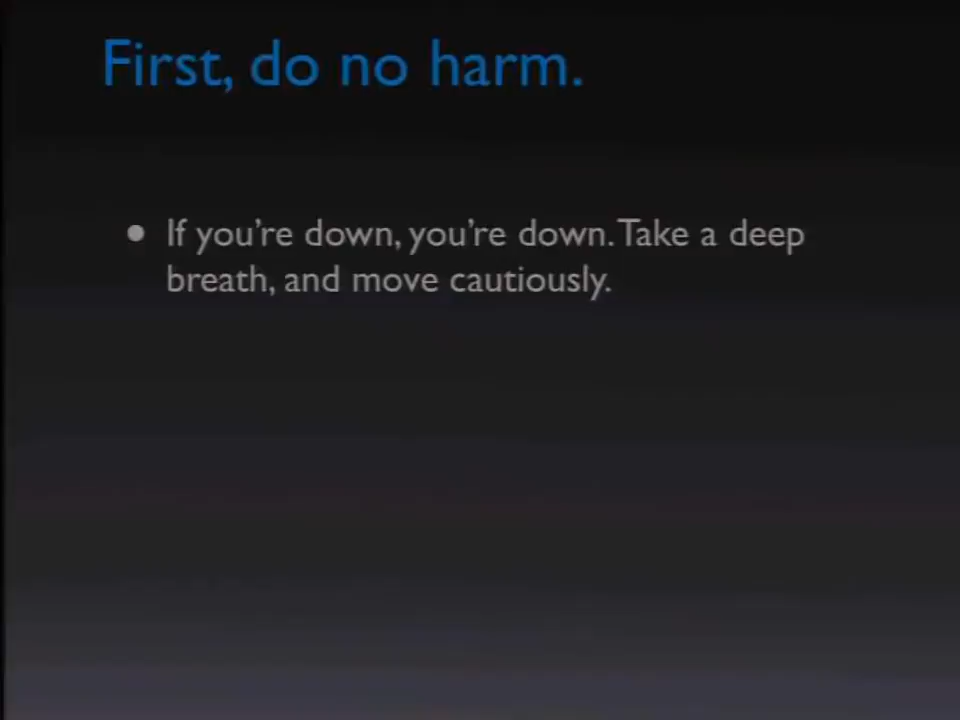 First, do no harm.
• If you're down, you're down. Take a deep
breath, and move cautiously.